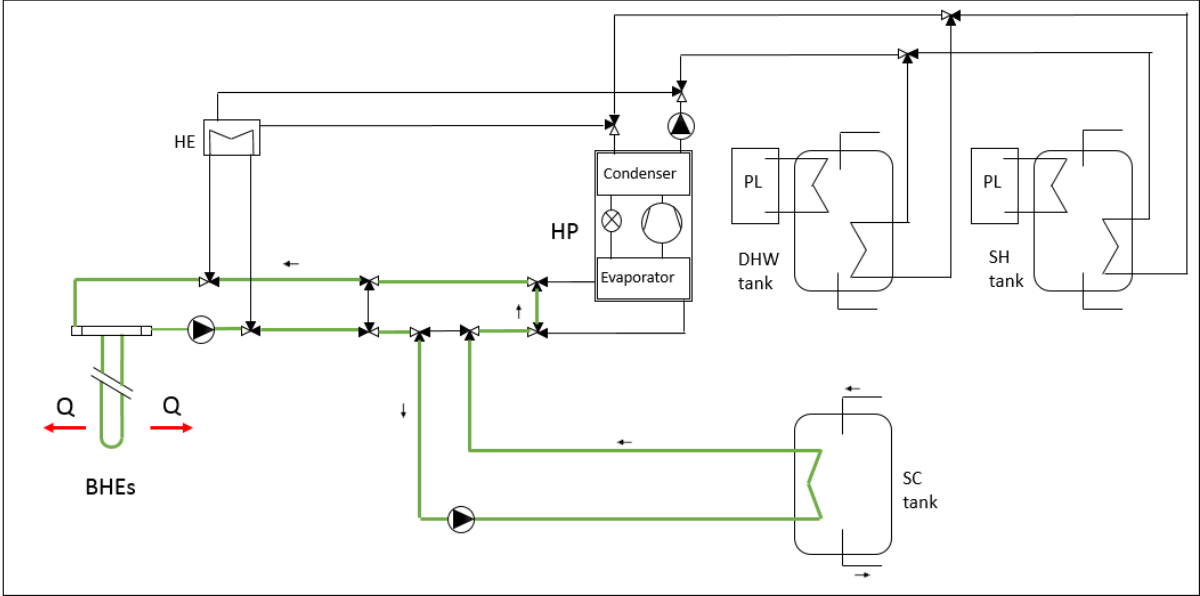 HE
Condenser
PL
PL
HP
DHW
tank
SH
tank
Evaporator
Q
Q
BHEs
SC
tank